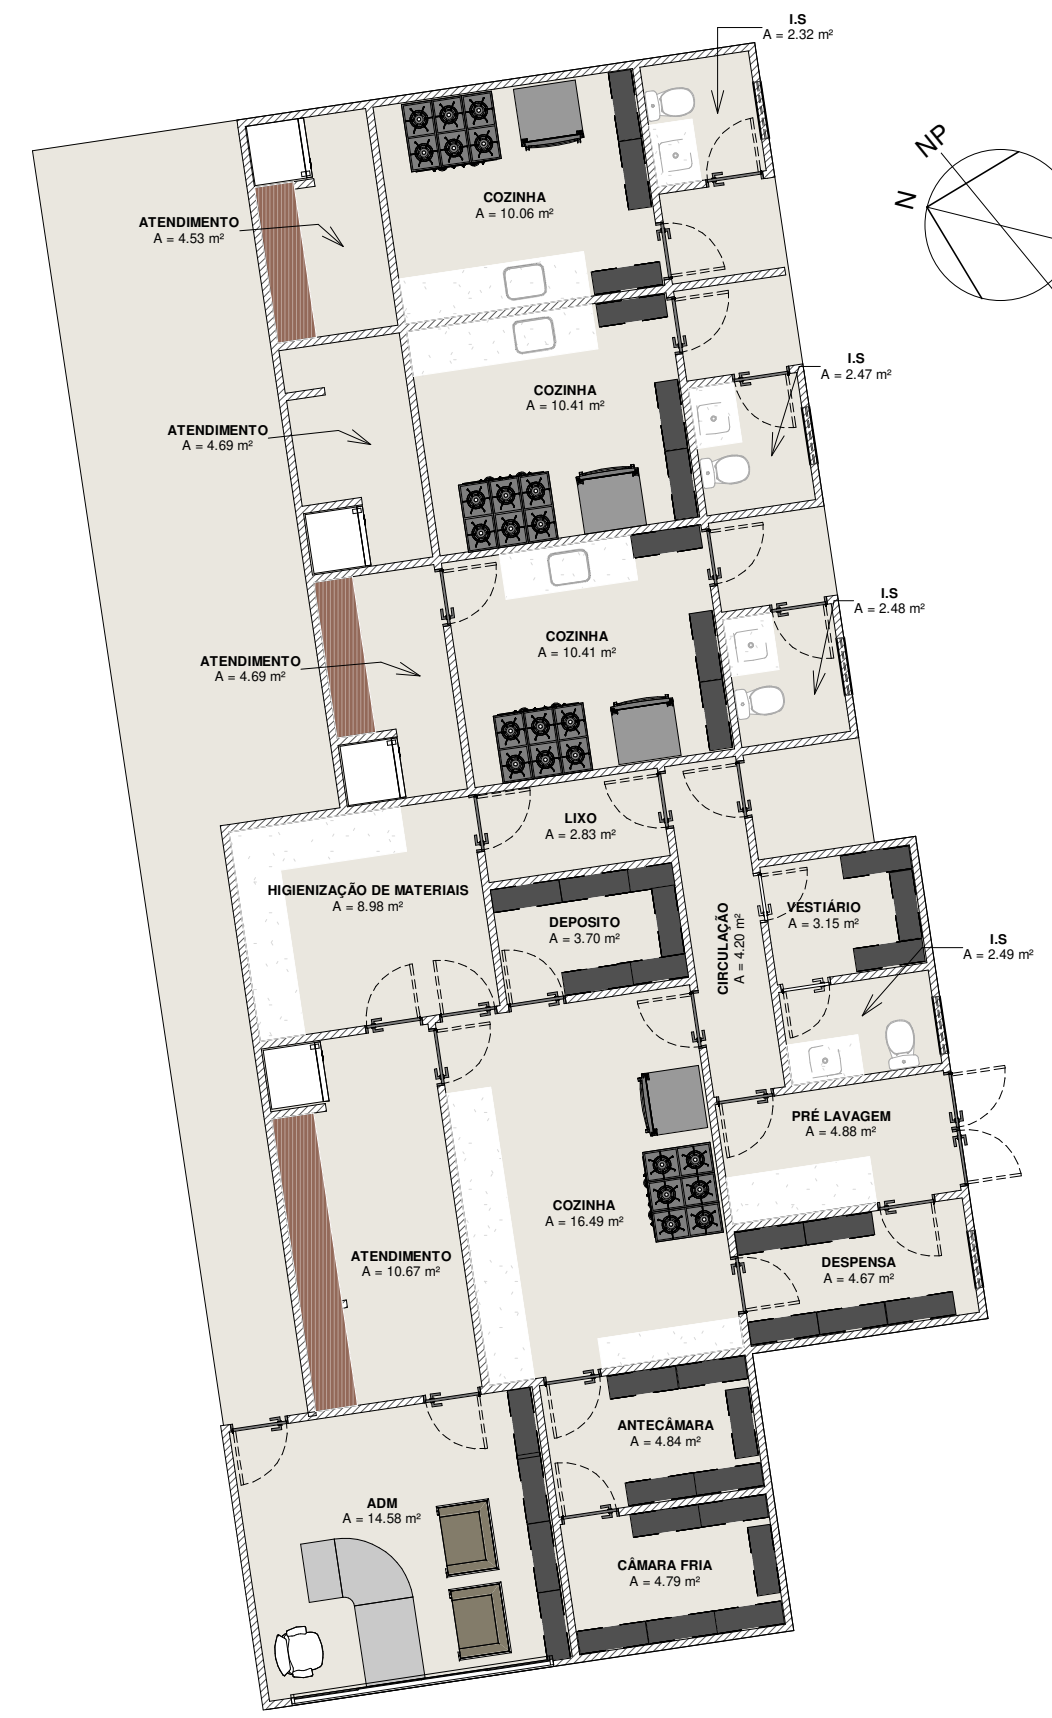 I.S
A = 2.32 m²
NP
N
COZINHA
A = 10.06 m²
ATENDIMENTO
A = 4.53 m²
I.S
A = 2.47 m²
COZINHA
A = 10.41 m²
ATENDIMENTO
A = 4.69 m²
I.S
A = 2.48 m²
COZINHA
A = 10.41 m²
ATENDIMENTO
A = 4.69 m²
LIXO
A = 2.83 m²
HIGIENIZAÇÃO DE MATERIAIS
A = 8.98 m²
DEPOSITO
A = 3.70 m²
CIRCULAÇÃO
A = 4.20 m²
VESTIÁRIO
A = 3.15 m²
I.S
A = 2.49 m²
PRÉ LAVAGEM
A = 4.88 m²
COZINHA
A = 16.49 m²
ATENDIMENTO
A = 10.67 m²
DESPENSA
A = 4.67 m²
ANTECÂMARA
A = 4.84 m²
ADM
A = 14.58 m²
CÂMARA FRIA
A = 4.79 m²